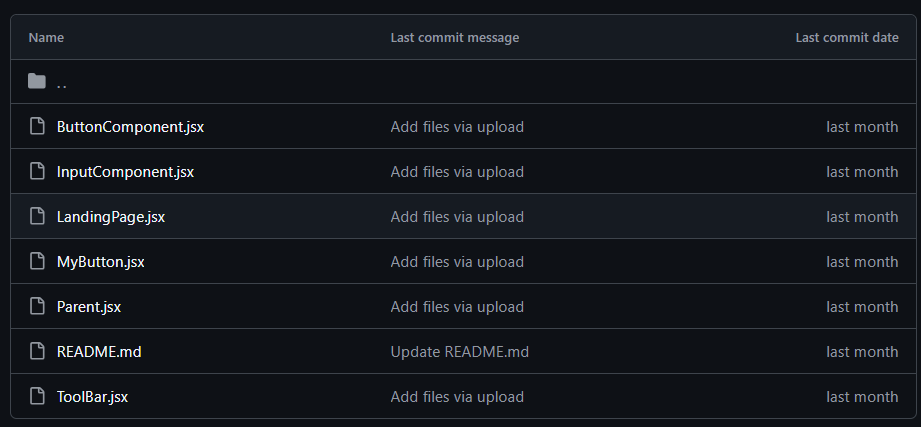 Name Last commit message Last commit date
..
ButtonComponent.jsx Add files via upload last month
InputComponent.jsx Add files via upload last month
LandingPage.jsx Add files via upload last month
MyButton.jsx Add files via upload last month
Parent.jsx Add files via upload last month
README.md Update README.md last month
ToolBar.jsx Add files via upload last month